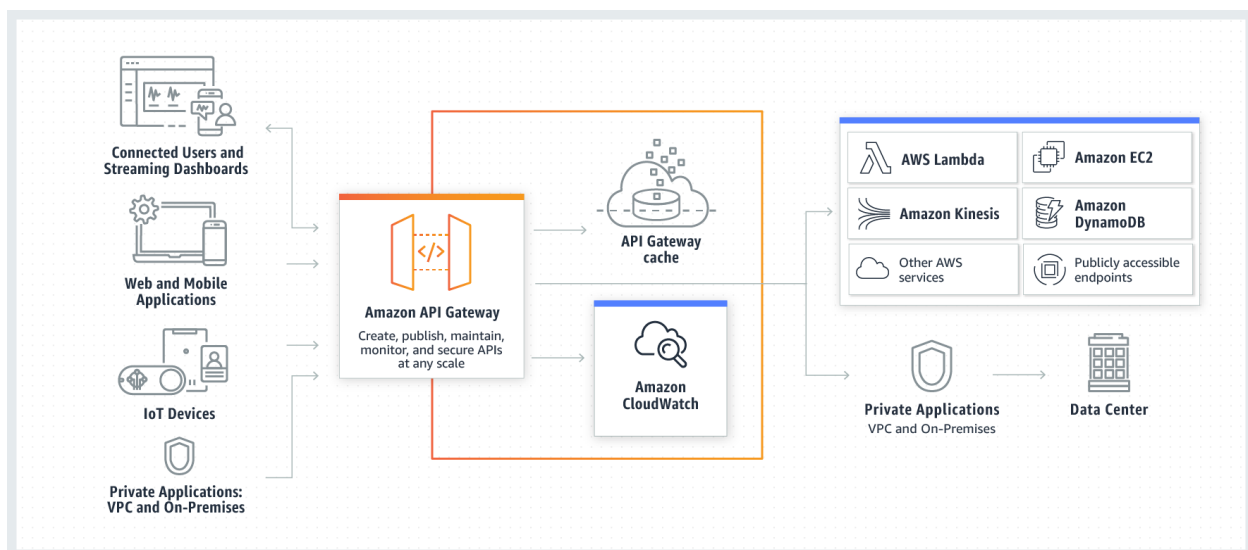 Connected Users and
Streaming Dashboards
Web and Mobile
Applications
IoT Devices
Private Applications:
VPC and On-Premises
</>
Amazon API Gateway
Create, publish, maintain,
monitor, and secure APIs
at any scale
API Gateway
cache
Amazon
CloudWatch
AWS Lambda
Amazon EC2
Amazon Kinesis
Amazon
DynamoDB
Other AWS
services
Publicly accessible
endpoints
Private Applications
VPC and On-Premises
Data Center